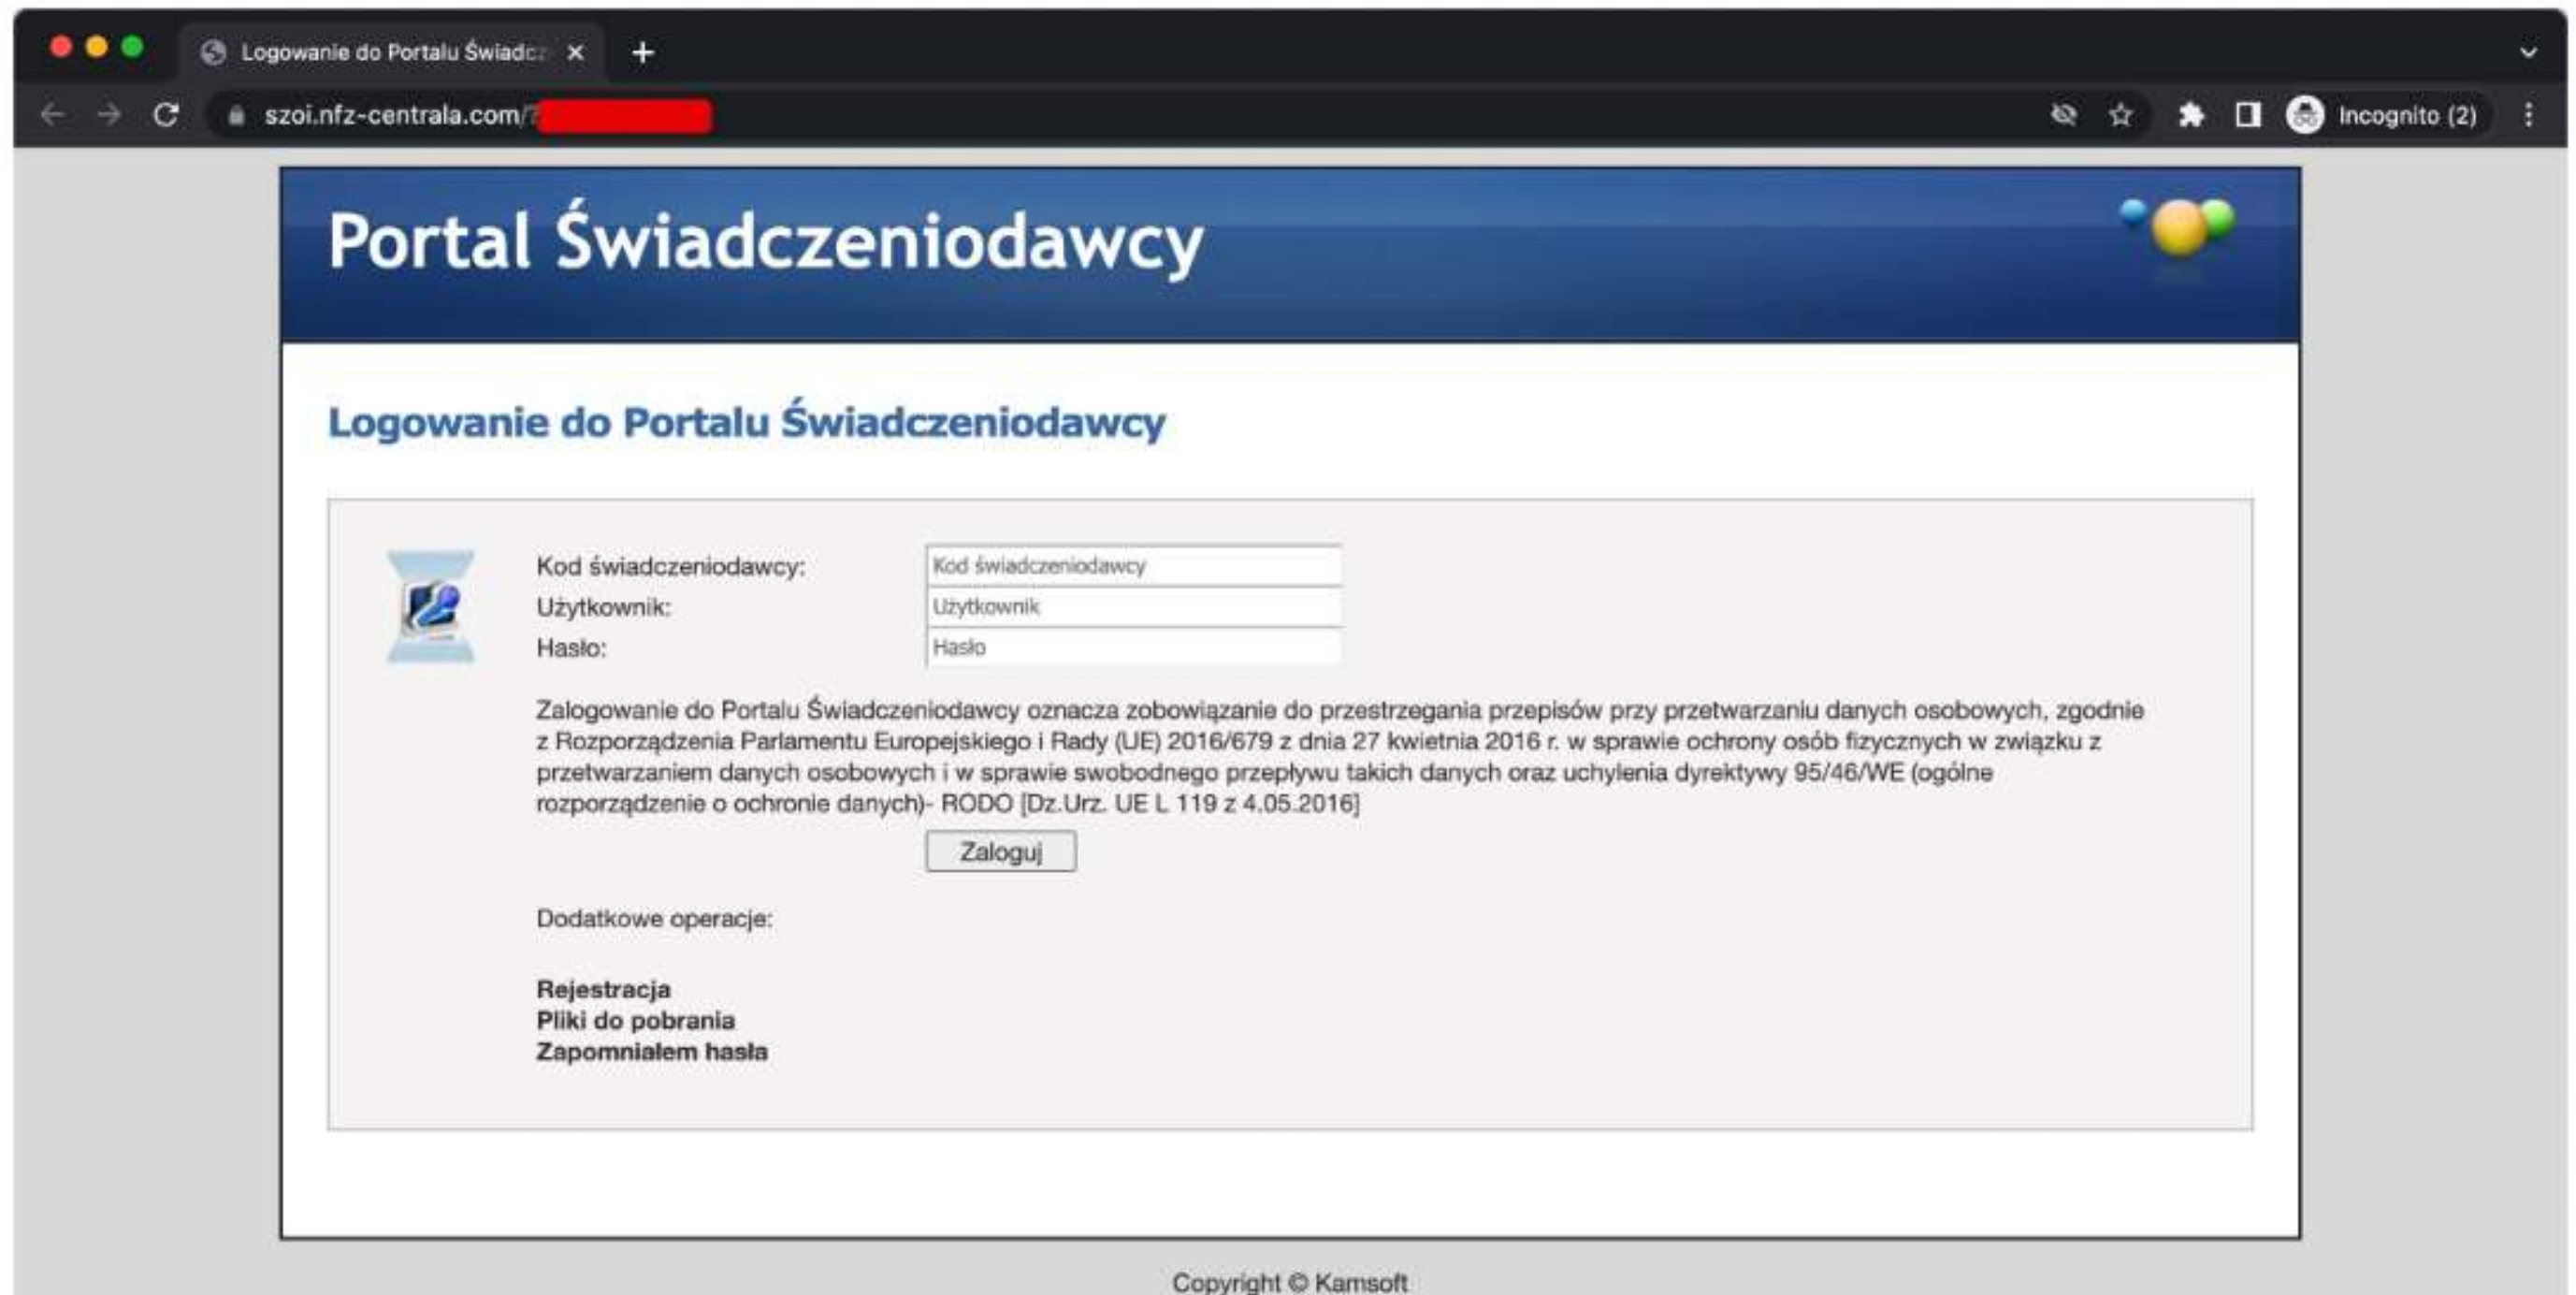 Logowanie do Portalu Świadcz
szoi.nfz-centrala.com/?
Incognito (2)
Portal Świadczeniodawcy
Logowanie do Portalu Świadczeniodawcy
Kod świadczeniodawcy: Kod świadczeniodawcy
Użytkownik: Użytkownik
Hasło: Hasło
Zalogowanie do Portalu Świadczeniodawcy oznacza zobowiązanie do przestrzegania przepisów przy przetwarzaniu danych osobowych, zgodnie
z Rozporządzenia Parlamentu Europejskiego i Rady (UE) 2016/679 z dnia 27 kwietnia 2016 r. w sprawie ochrony osób fizycznych w związku z
przetwarzaniem danych osobowych i w sprawie swobodnego przepływu takich danych oraz uchylenia dyrektywy 95/46/WE (ogólne
rozporządzenie o ochronie danych)- RODO [Dz.Urz. UE L 119 z 4.05.2016]
Zaloguj
Dodatkowe operacje:
Rejestracja
Pliki do pobrania
Zapomniałem hasła
Copyright © Kamsoft